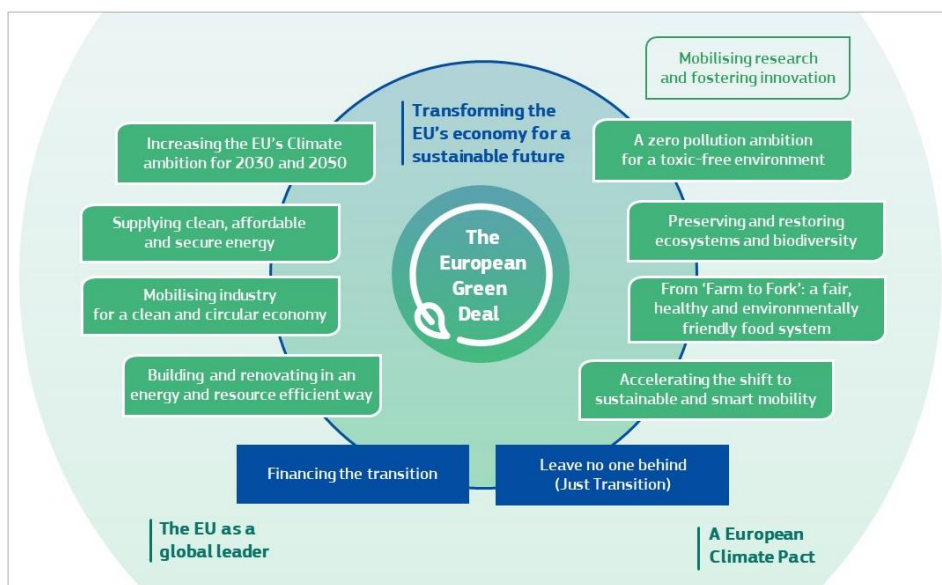 Mobilising research
and fostering innovation
Transforming the
EU's economy for a
sustainable future
Increasing the EU's Climate
ambition for 2030 and 2050
A zero pollution ambition
for a toxic-free environment
Supplying clean, affordable
and secure energy
Preserving and restoring
ecosystems and biodiversity
The
European
Green
Deal
Mobilising industry
for a clean and circular economy
From ‘Farm to Fork’: a fair,
healthy and environmentally
friendly food system
Building and renovating in an
energy and resource efficient way
Accelerating the shift to
sustainable and smart mobility
Financing the transition
Leave no one behind
(Just Transition)
The EU as a
global leader
A European
Climate Pact